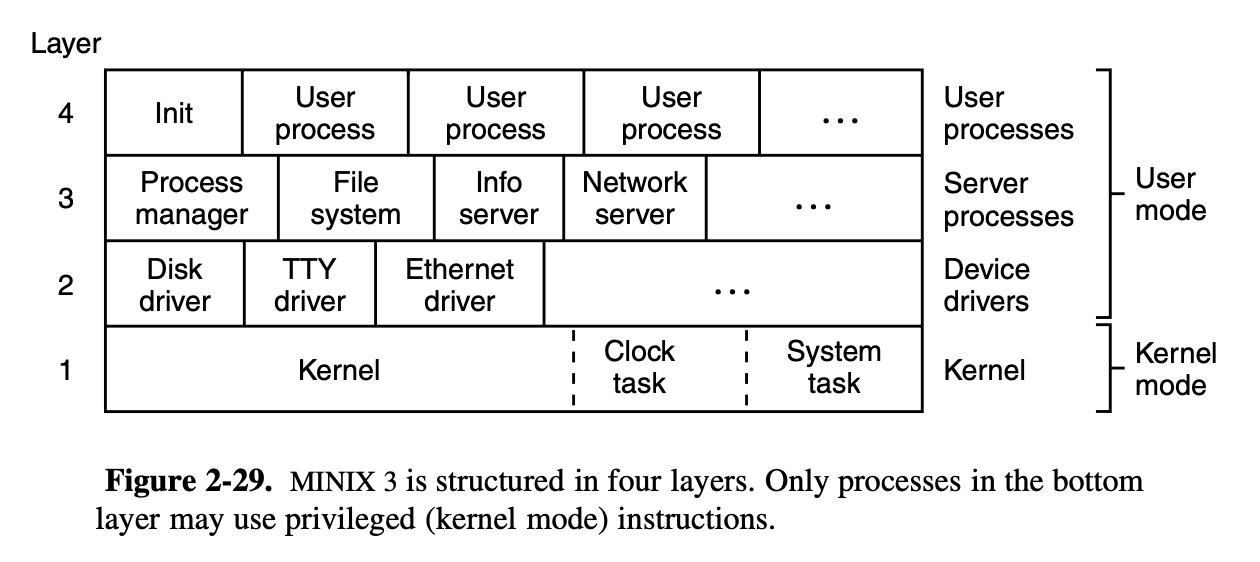 Layer
4
Init
User
process
User
process
User
process
...
User
processes
3
Process
manager
File
system
Info
server
Network
server
...
Server
processes
User
mode
2
Disk
driver
TTY
driver
Ethernet
driver
...
Device
drivers
1
Kernel
Clock
task
System
task
Kernel
Kernel
mode
Figure 2-29. MINIX 3 is structured in four layers. Only processes in the bottom
layer may use privileged (kernel mode) instructions.